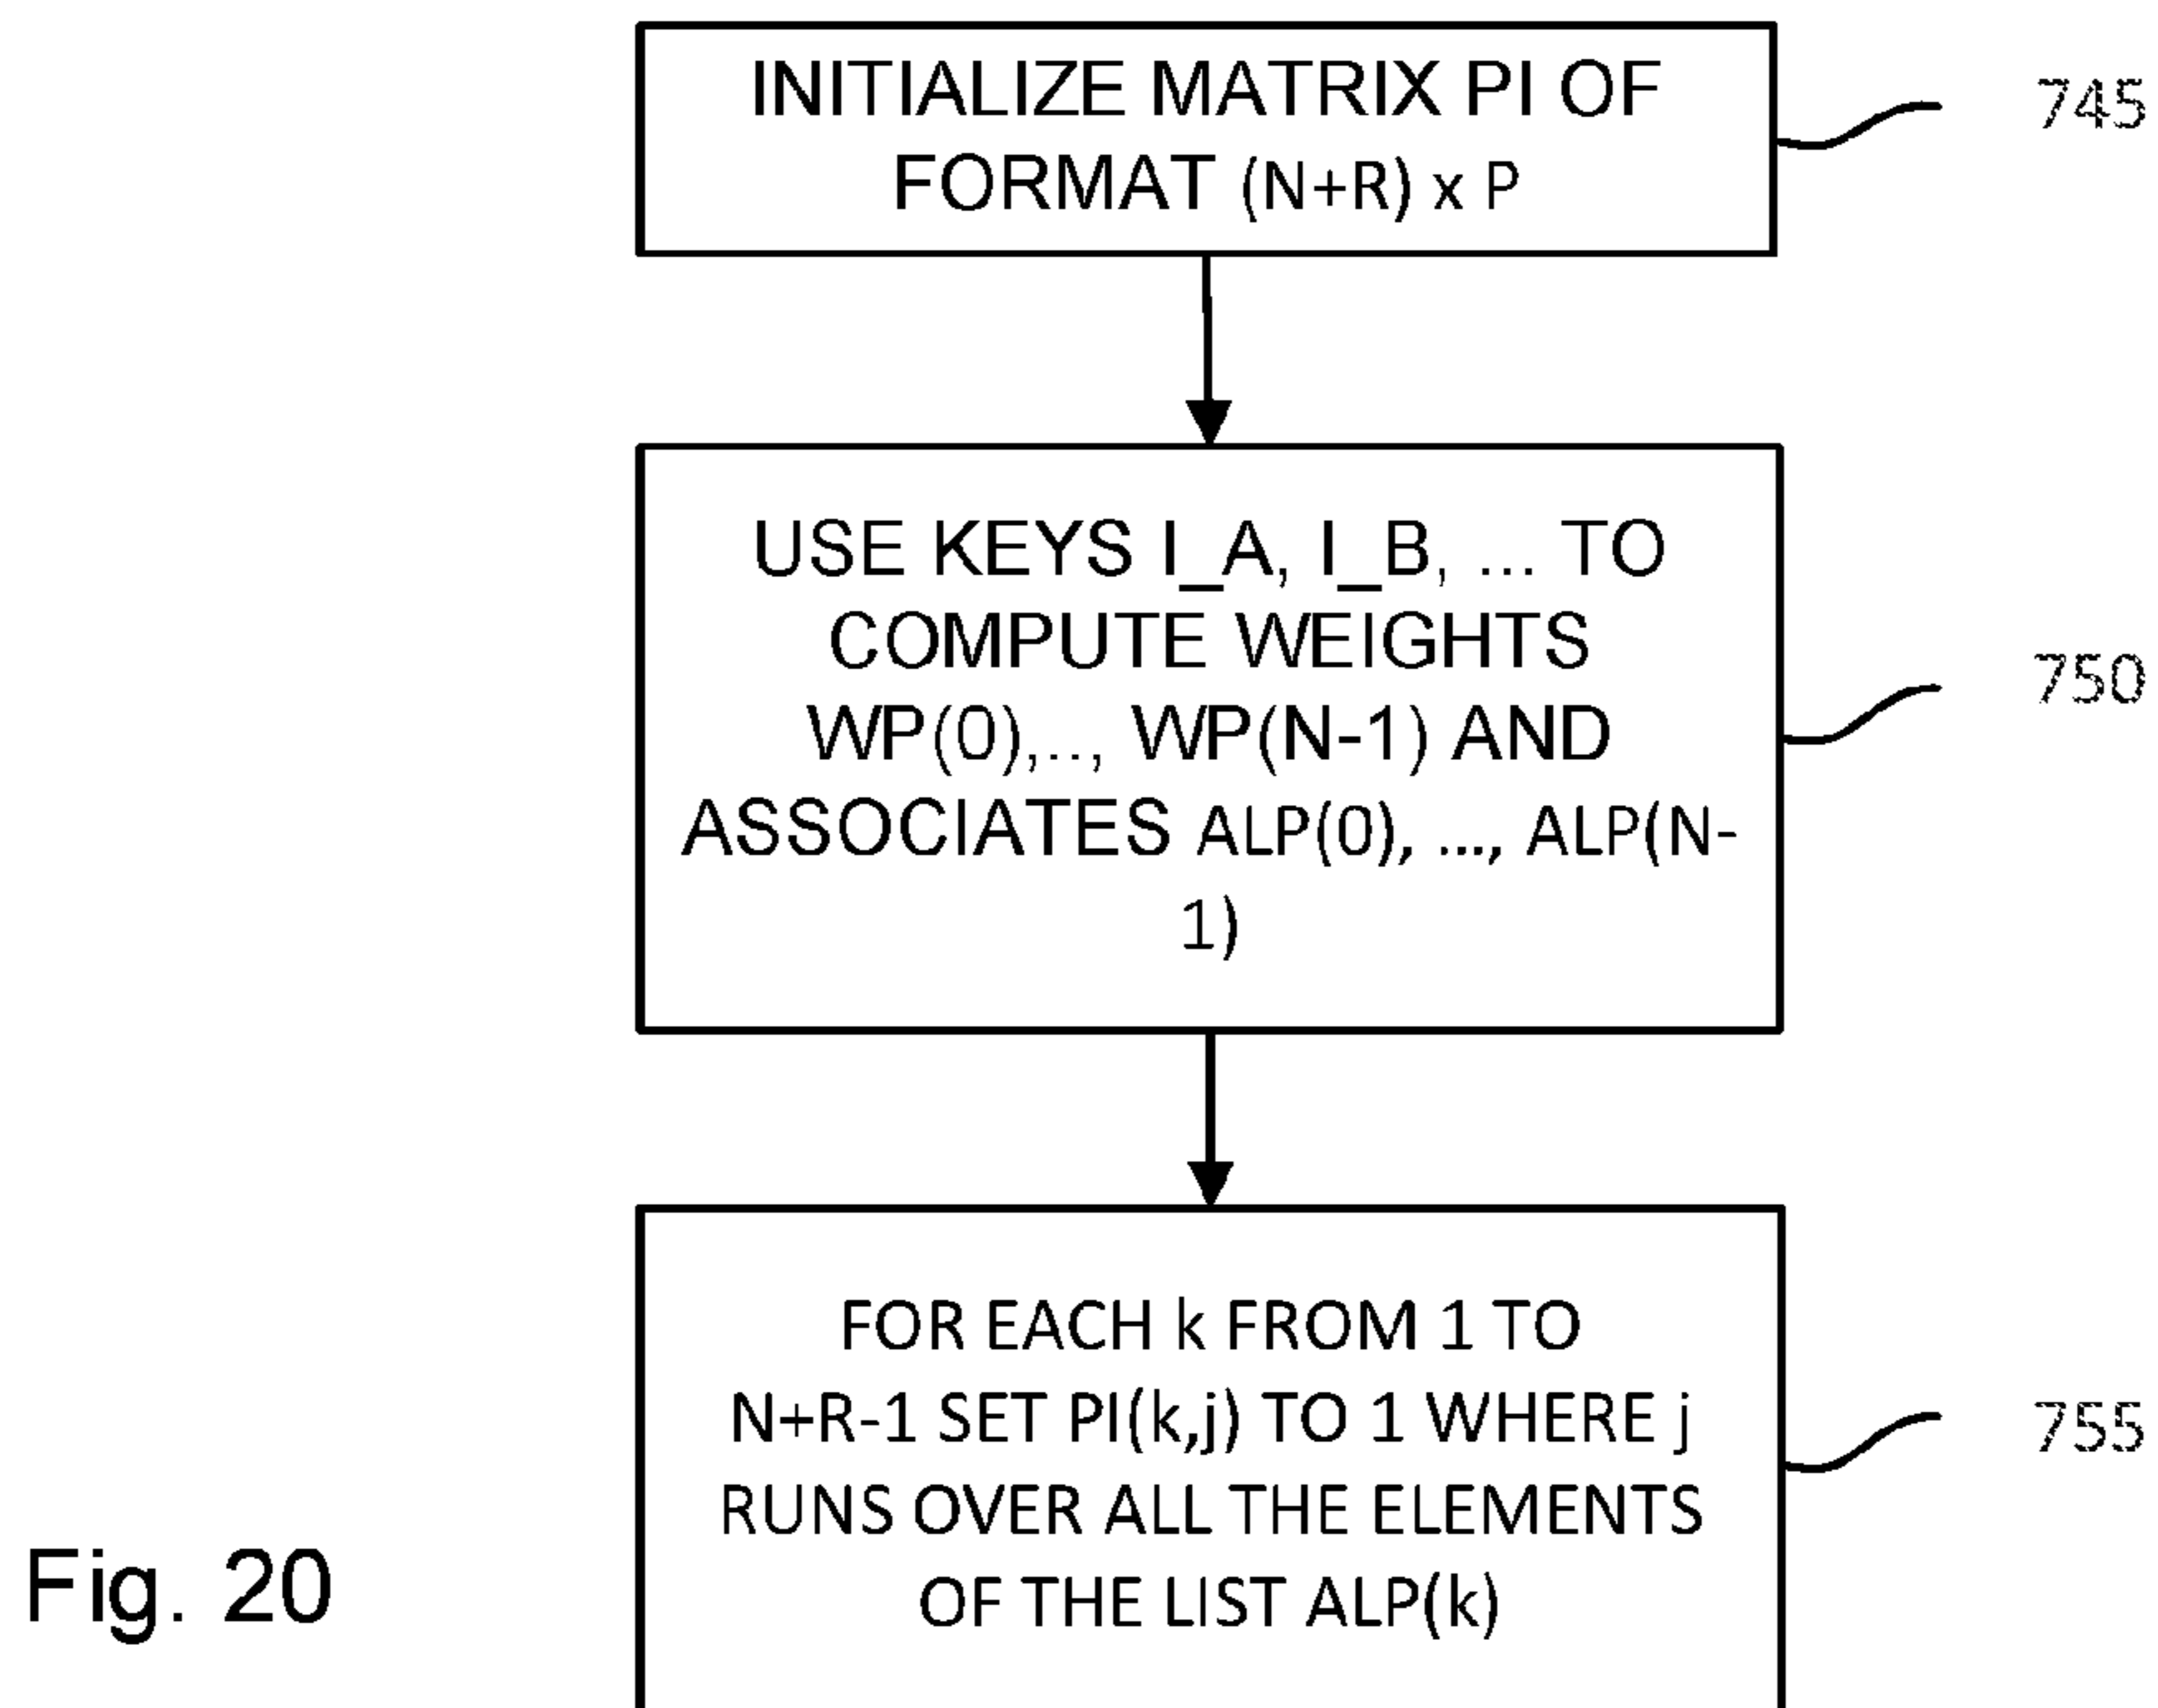 INITIALIZE MATRIX PI OF
FORMAT (N+R) x P
745
USE KEYS I_A, I_B, ... TO
COMPUTE WEIGHTS
WP(0),.., WP(N-1) AND
ASSOCIATES ALP(0), ..., ALP(N-
1)
750
FOR EACH k FROM 1 TO
N+R-1 SET PI(k,j) TO 1 WHERE j
RUNS OVER ALL THE ELEMENTS
OF THE LIST ALP(k)
755
Fig. 20